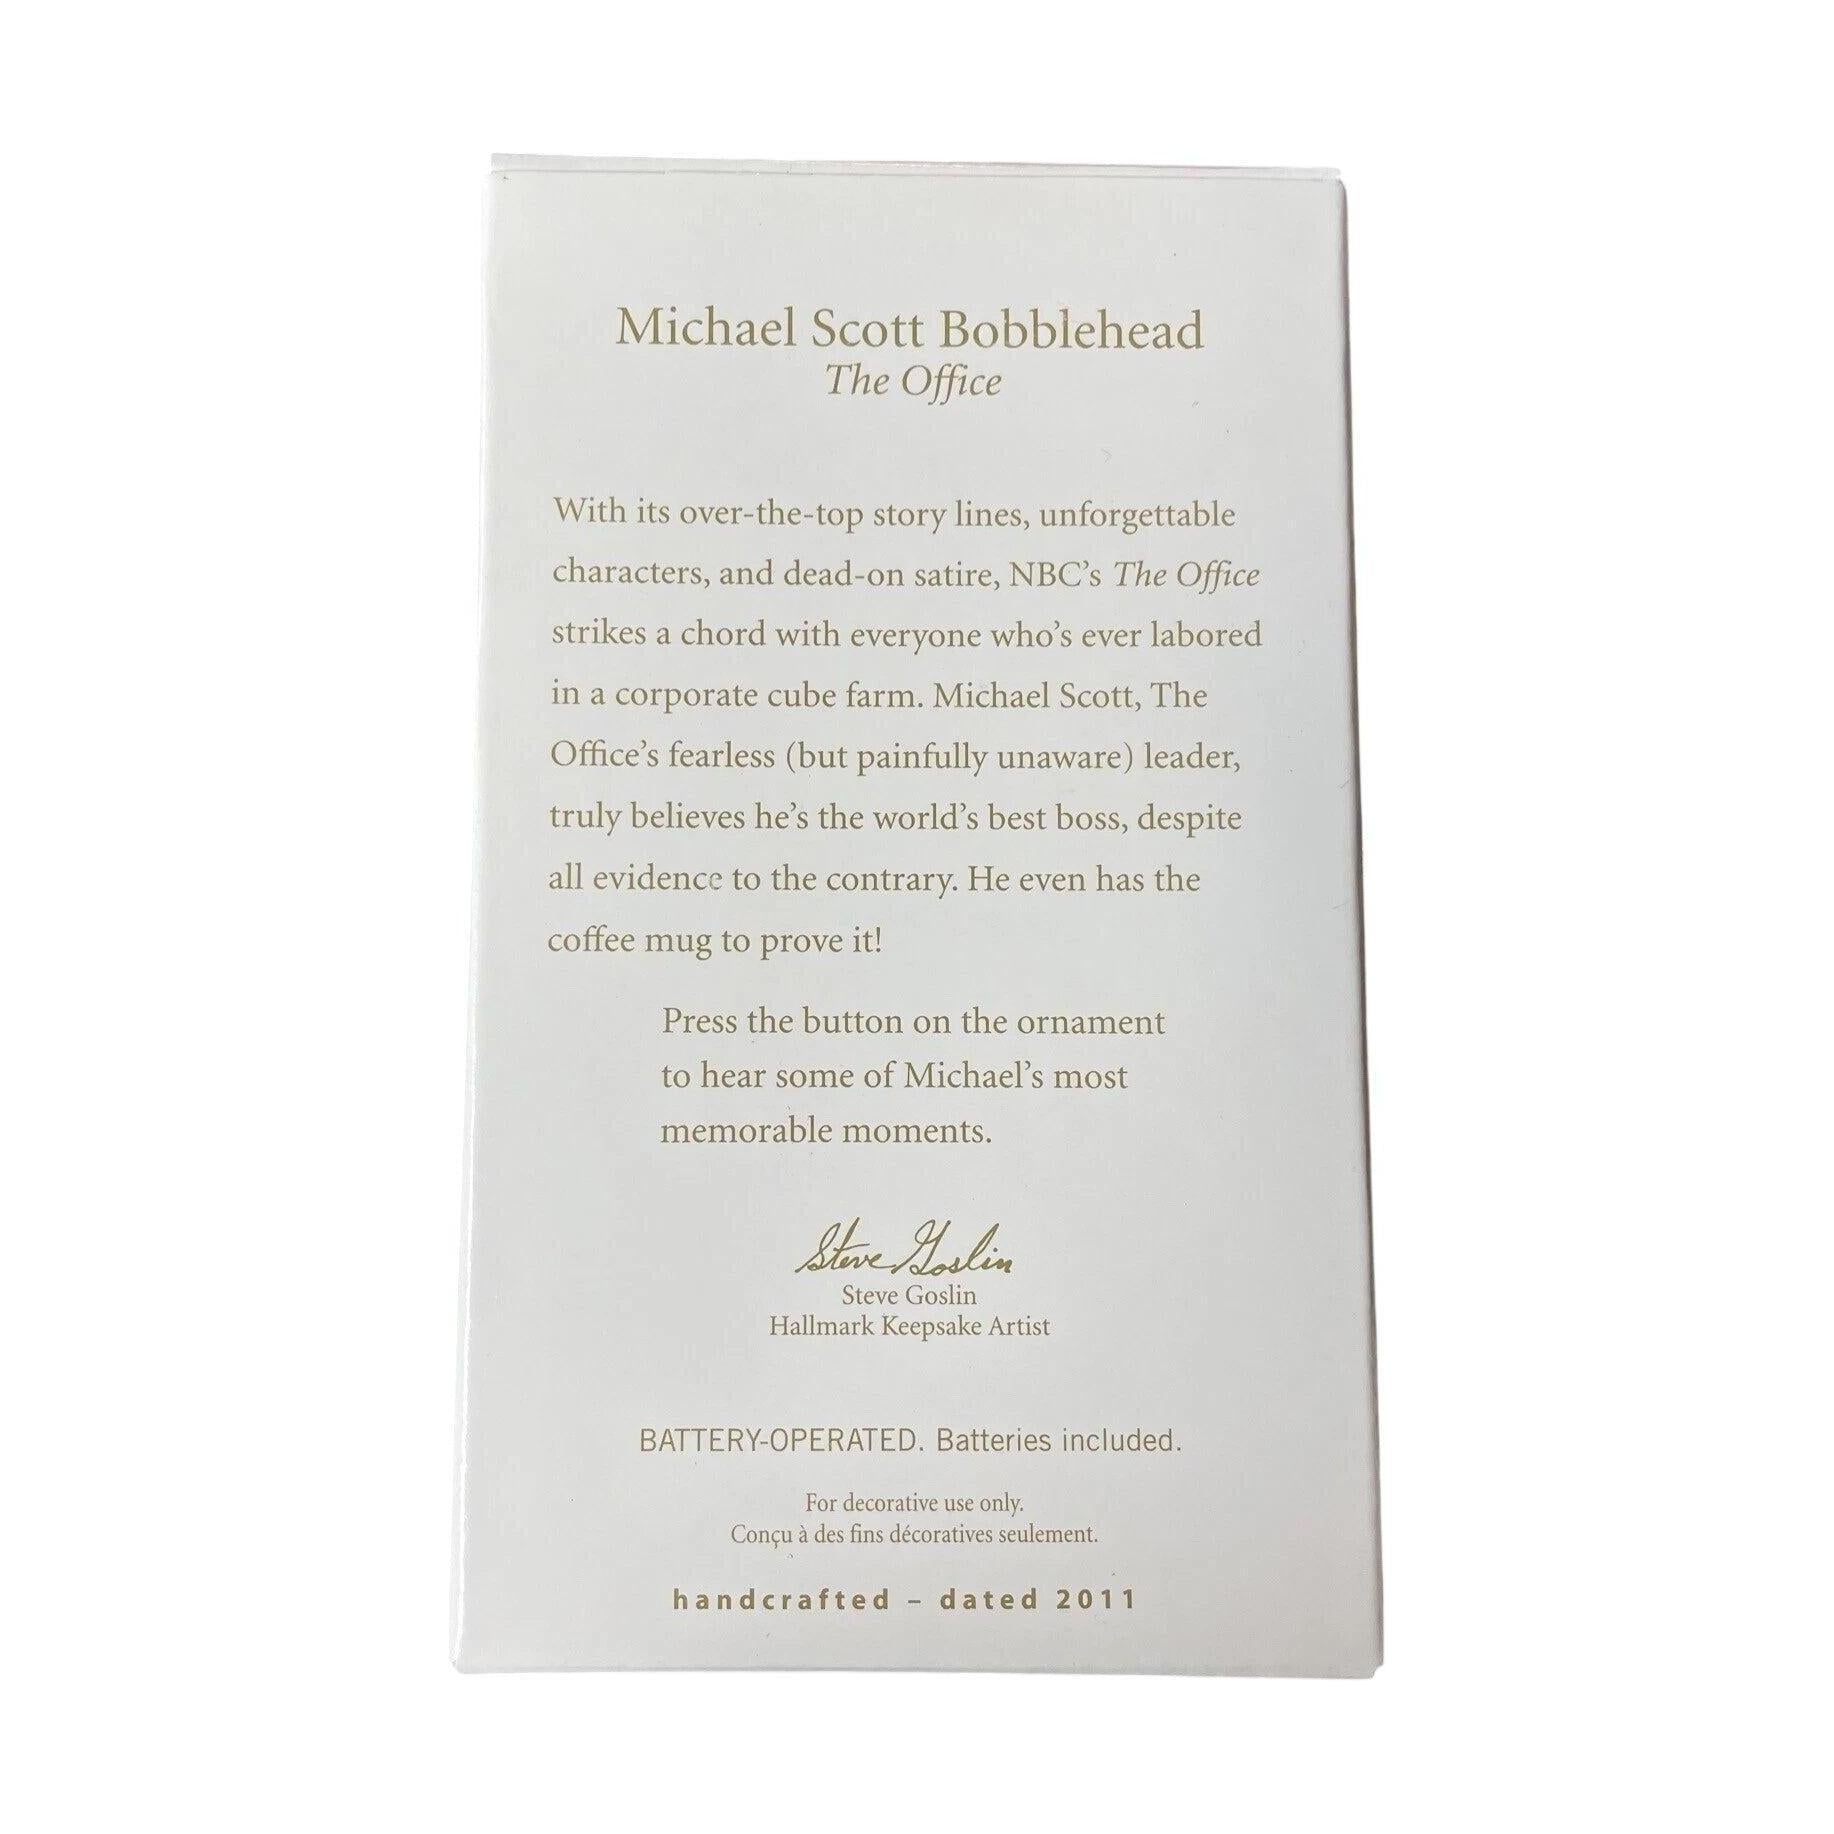 Michael Scott Bobblehead
The Office
With its over-the-top story lines, unforgettable
characters, and dead-on satire, NBC's The Office
strikes a chord with everyone who's ever labored
in a corporate cube farm. Michael Scott, The
Office's fearless (but painfully unaware) leader,
truly believes he's the world's best boss, despite
all evidence to the contrary. He even has the
coffee mug to prove it!
Press the button on the ornament
to hear some of Michael's most
memorable moments.
Steve Goslin
Steve Goslin
Hallmark Keepsake Artist
BATTERY-OPERATED. Batteries included.
For decorative use only.
Conçu à des fins décoratives seulement.
handcrafted – dated 2011